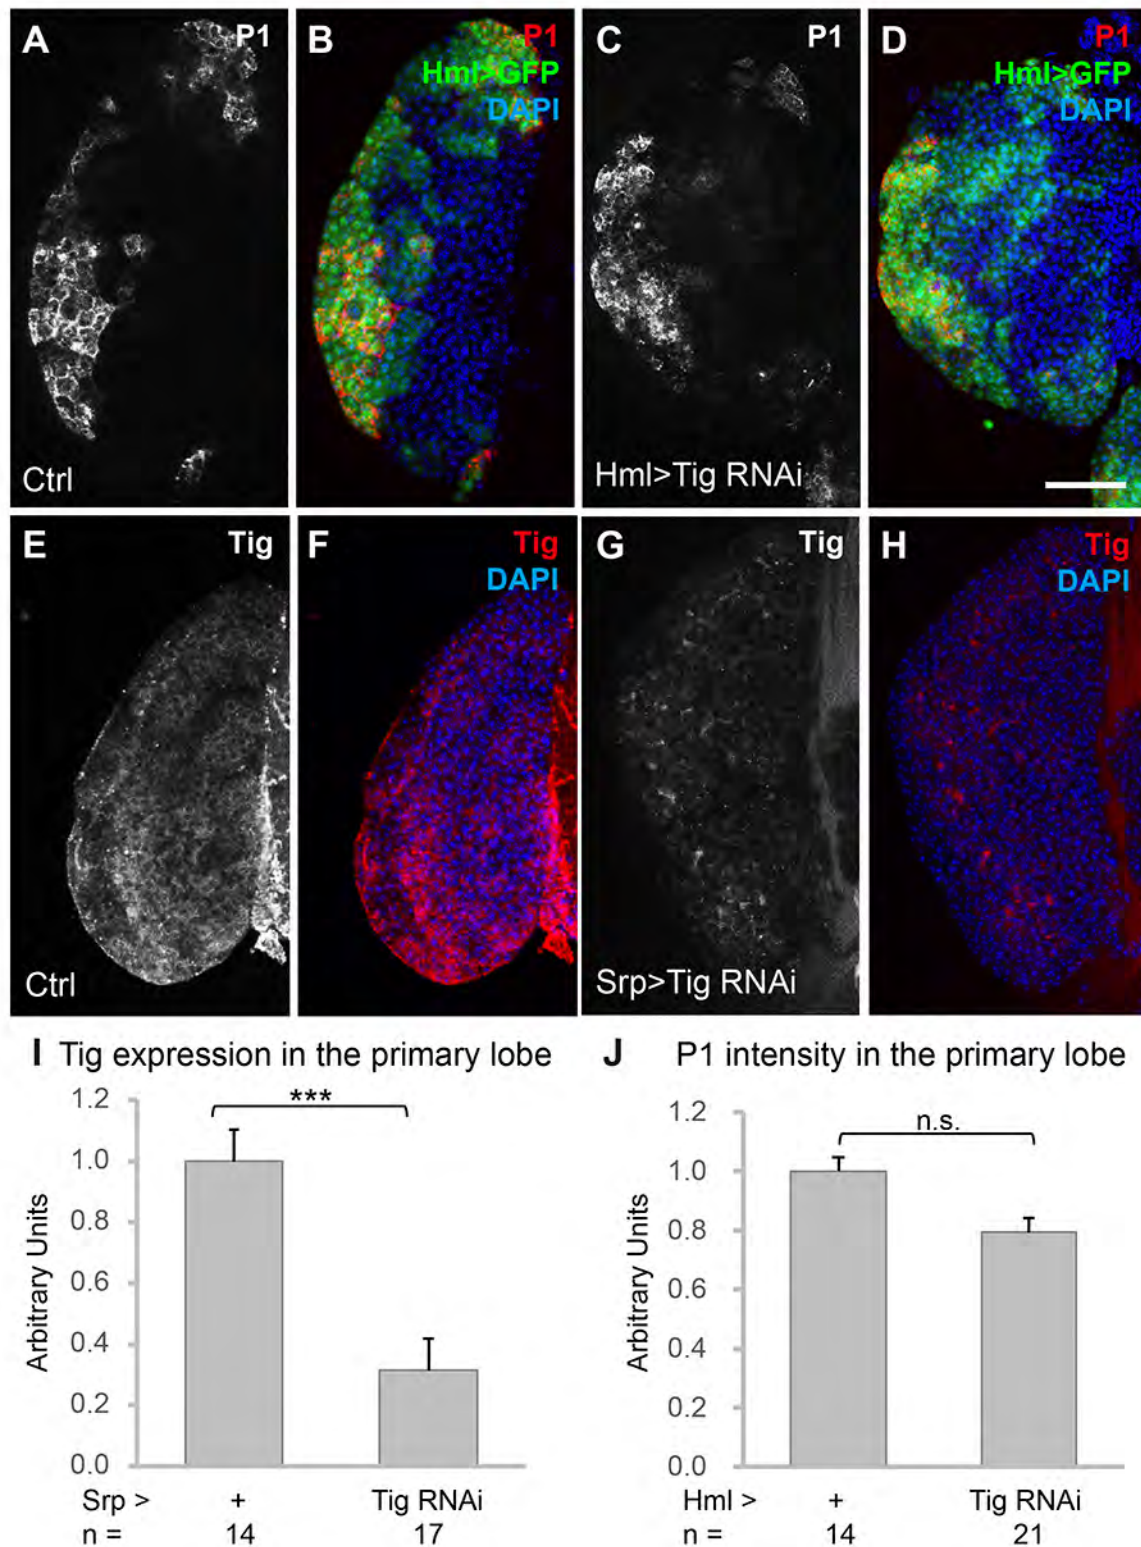 A P1
B P1
Hml>GFP
DAPI
C P1
D P1
Hml>GFP
DAPI
Ctrl
Hml>Tig RNAi
E Tig
F Tig
DAPI
G Tig
H Tig
DAPI
Ctrl
Srp>Tig RNAi
I Tig expression in the primary lobe
1.2
1.0
0.8
0.6
0.4
0.2
0.0
Arbitrary Units
***
Srp > + Tig RNAi
n = 14 17
J P1 intensity in the primary lobe
1.2
1.0
0.8
0.6
0.4
0.2
0.0
Arbitrary Units
n.s.
Hml > + Tig RNAi
n = 14 21